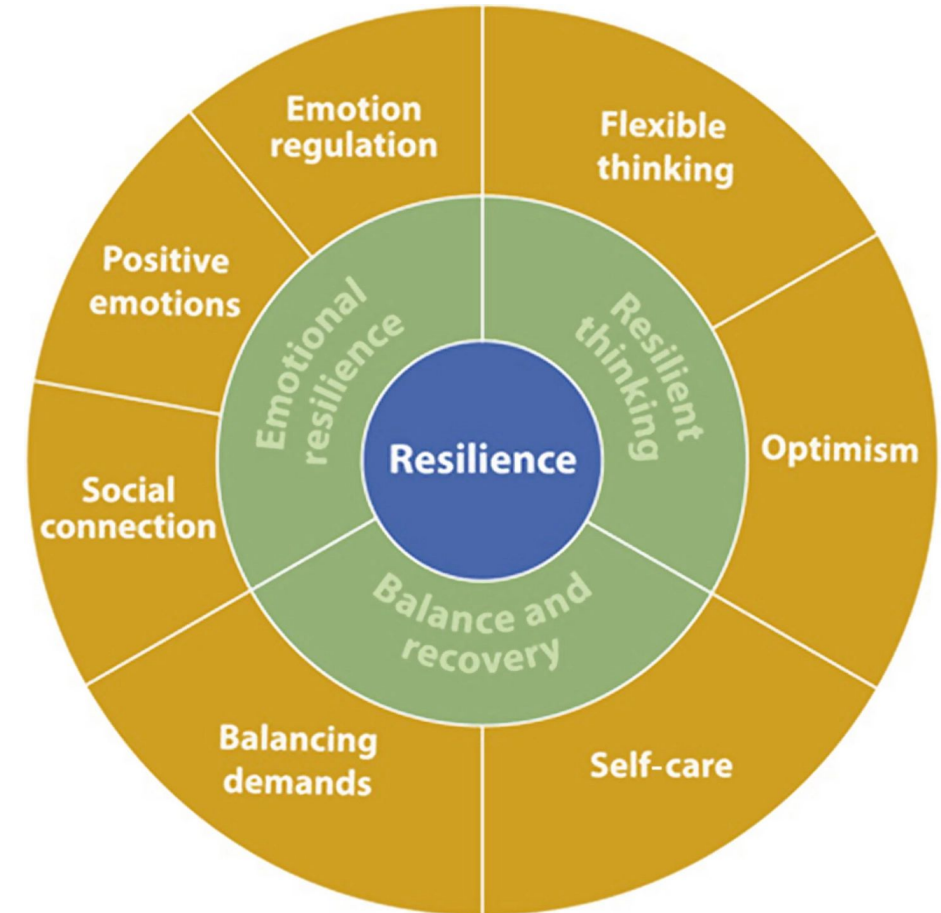 Emotion
regulation
Flexible
thinking
Positive
emotions
Emotional
resilience
Resilient
thinking
Resilience
Optimism
Social
connection
Balance and
recovery
Balancing
demands
Self-care